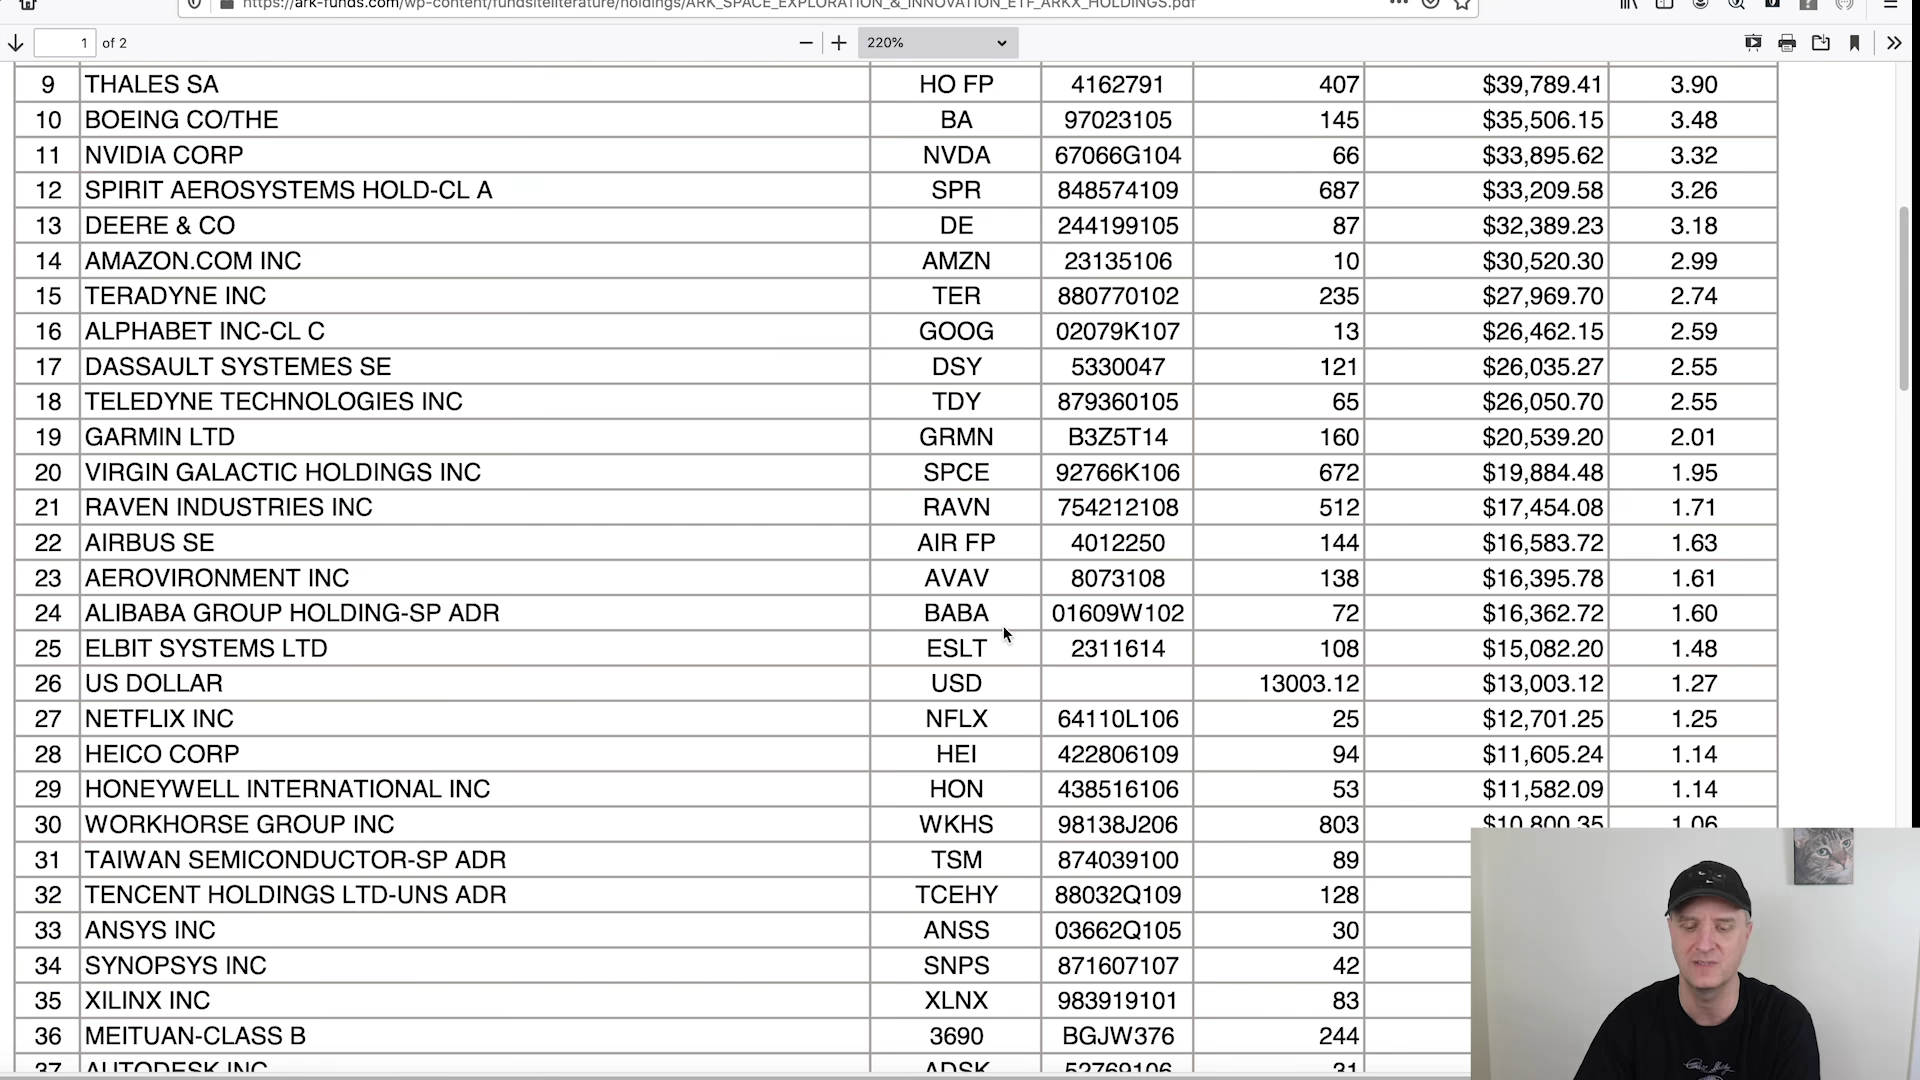 https://ark-funds.com/wp-content/fundsiteliterature/holdings/ARK_SPACE_EXPLORATION_&_INNOVATION_ETF_ARKX_HOLDINGS.pdf
1 of 2 220%
9 THALES SA HO FP 4162791 407 $39,789.41 3.90
10 BOEING CO/THE BA 97023105 145 $35,506.15 3.48
11 NVIDIA CORP NVDA 67066G104 66 $33,895.62 3.32
12 SPIRIT AEROSYSTEMS HOLD-CL A SPR 848574109 687 $33,209.58 3.26
13 DEERE & CO DE 244199105 87 $32,389.23 3.18
14 AMAZON.COM INC AMZN 23135106 10 $30,520.30 2.99
15 TERADYNE INC TER 880770102 235 $27,969.70 2.74
16 ALPHABET INC-CL C GOOG 02079K107 13 $26,462.15 2.59
17 DASSAULT SYSTEMES SE DSY 5330047 121 $26,035.27 2.55
18 TELEDYNE TECHNOLOGIES INC TDY 879360105 65 $26,050.70 2.55
19 GARMIN LTD GRMN B3Z5T14 160 $20,539.20 2.01
20 VIRGIN GALACTIC HOLDINGS INC SPCE 92766K106 672 $19,884.48 1.95
21 RAVEN INDUSTRIES INC RAVN 754212108 512 $17,454.08 1.71
22 AIRBUS SE AIR FP 4012250 144 $16,583.72 1.63
23 AEROVIRONMENT INC AVAV 8073108 138 $16,395.78 1.61
24 ALIBABA GROUP HOLDING-SP ADR BABA 01609W102 72 $16,362.72 1.60
25 ELBIT SYSTEMS LTD ESLT 2311614 108 $15,082.20 1.48
26 US DOLLAR USD 13003.12 $13,003.12 1.27
27 NETFLIX INC NFLX 64110L106 25 $12,701.25 1.25
28 HEICO CORP HEI 422806109 94 $11,605.24 1.14
29 HONEYWELL INTERNATIONAL INC HON 438516106 53 $11,582.09 1.14
30 WORKHORSE GROUP INC WKHS 98138J206 803 $10,800.35 1.06
31 TAIWAN SEMICONDUCTOR-SP ADR TSM 874039100 89
32 TENCENT HOLDINGS LTD-UNS ADR TCEHY 88032Q109 128
33 ANSYS INC ANSS 03662Q105 30
34 SYNOPSYS INC SNPS 871607107 42
35 XILINX INC XLNX 983919101 83
36 MEITUAN-CLASS B 3690 BGJW376 244
37 AUTODESK INC ADSK 52769106 31